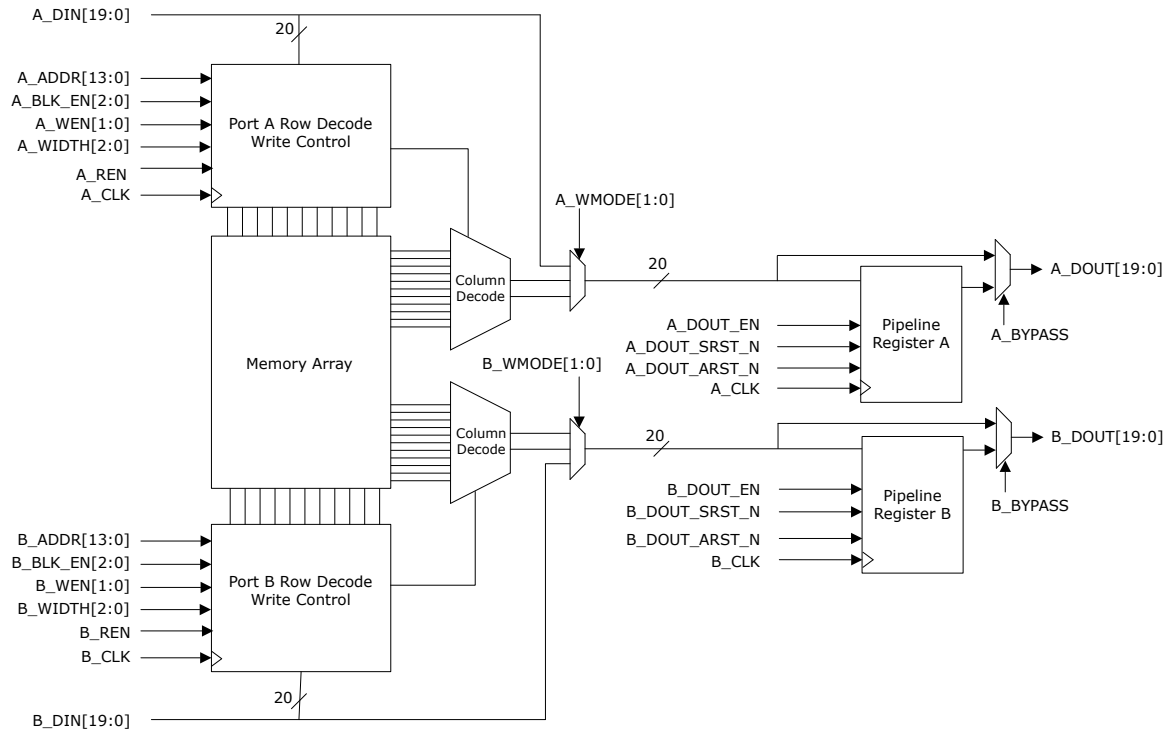 A_DIN[19:0]
20
A_ADDR[13:0]
A_BLK_EN[2:0]
A_WEN[1:0]
A_WIDTH[2:0]
A_REN
A_CLK
Port A Row Decode
Write Control
A_WMODE[1:0]
Column
Decode
20
A_DOUT[19:0]
A_BYPASS
A_DOUT_EN
A_DOUT_SRST_N
A_DOUT_ARST_N
A_CLK
Pipeline
Register A
Memory Array
B_WMODE[1:0]
Column
Decode
20
B_DOUT[19:0]
B_BYPASS
B_DOUT_EN
B_DOUT_SRST_N
B_DOUT_ARST_N
B_CLK
Pipeline
Register B
B_ADDR[13:0]
B_BLK_EN[2:0]
B_WEN[1:0]
B_WIDTH[2:0]
B_REN
B_CLK
Port B Row Decode
Write Control
20
B_DIN[19:0]